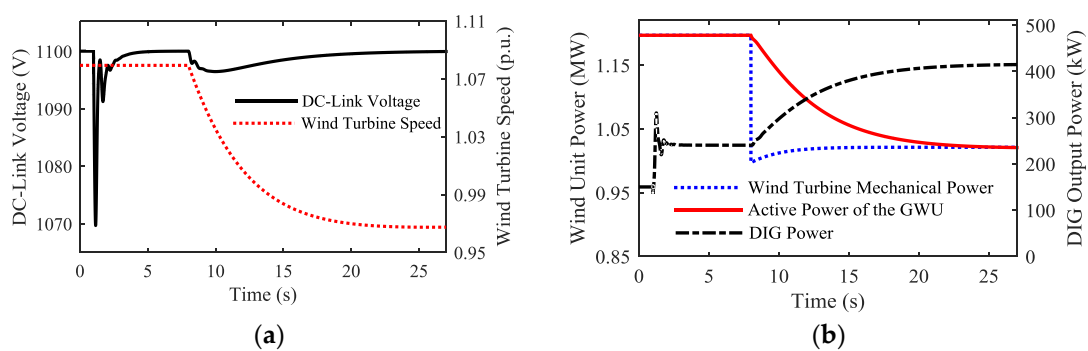 DC-Link Voltage (V)
1100
1090
1080
1070
1.11
1.08
1.03
0.99
0.95
Wind Turbine Speed (p.u.)
DC-Link Voltage
Wind Turbine Speed
0 5 10 15 20 25
Time (s)
(a)
Wind Unit Power (MW)
1.15
1.05
0.95
0.85
500
400
300
200
100
0
DIG Output Power (kW)
Wind Turbine Mechanical Power
Active Power of the GWU
DIG Power
0 5 10 15 20 25
Time (s)
(b)